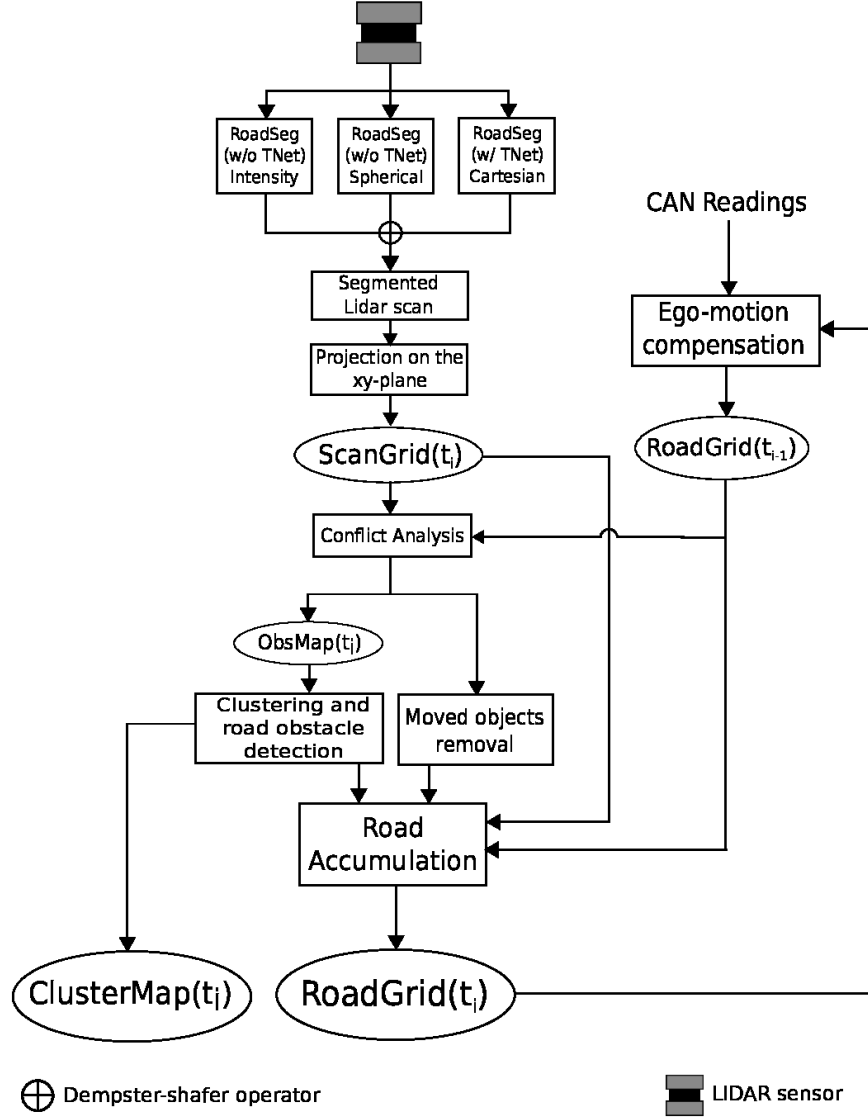 RoadSeg
(w/o TNet)
Intensity
RoadSeg
(w/o TNet)
Spherical
RoadSeg
(w/ TNet)
Cartesian
CAN Readings
Segmented
Lidar scan
Ego-motion
compensation
Projection on the
xy-plane
ScanGrid(tᵢ)
RoadGrid(tᵢ₋₁)
Conflict Analysis
ObsMap(tᵢ)
Clustering and
road obstacle
detection
Moved objects
removal
Road
Accumulation
ClusterMap(tᵢ)
RoadGrid(tᵢ)
Dempster-shafer operator
LIDAR sensor